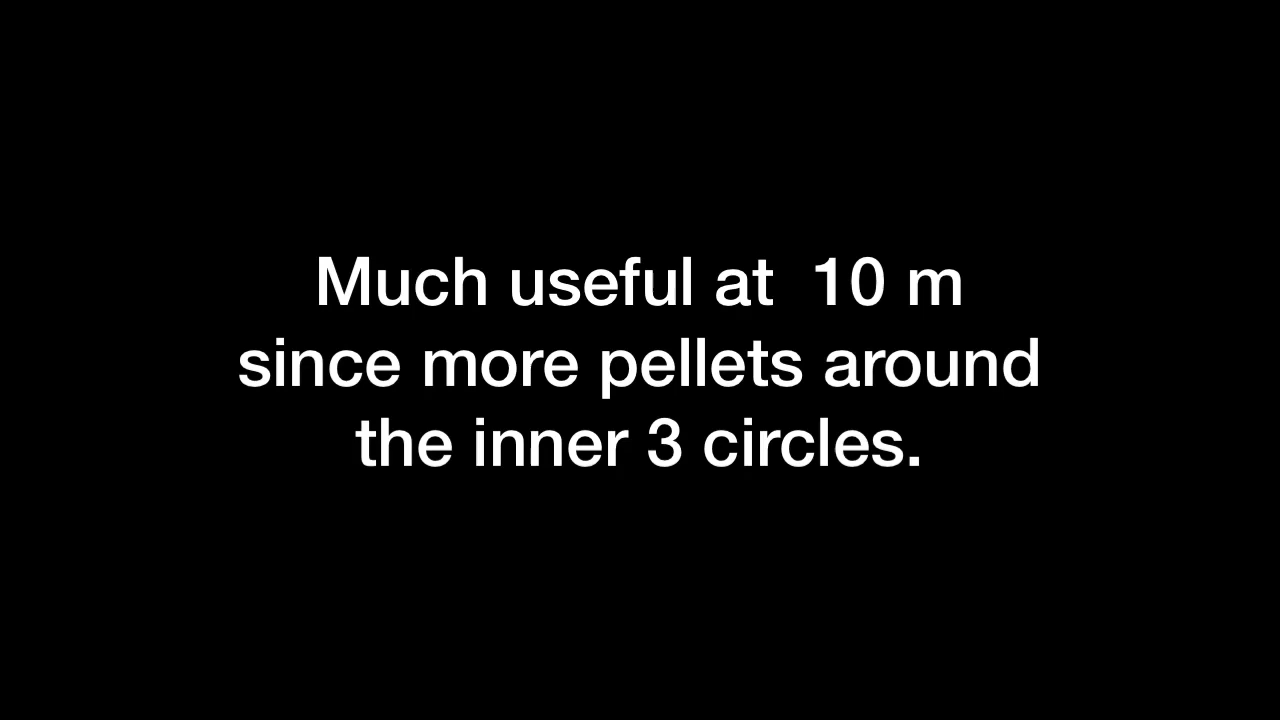 Much useful at  10 m
since more pellets around
the inner 3 circles.